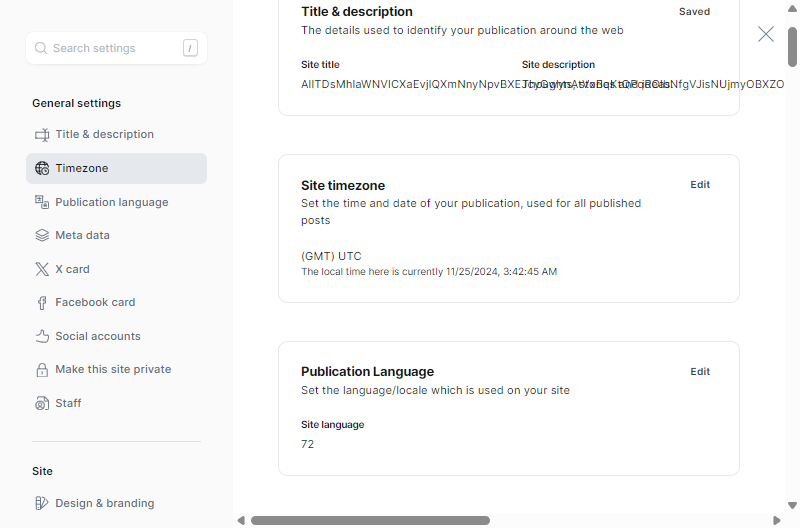 Search settings
/
General settings
Title & description
Timezone
Publication language
Meta data
X card
Facebook card
Social accounts
Make this site private
Staff
Site
Design & branding
Title & description
Saved
The details used to identify your publication around the web
Site title
Site description
Site timezone
Edit
Set the time and date of your publication, used for all published
posts
(GMT) UTC
The local time here is currently 11/25/2024, 3:42:45 AM
Publication Language
Edit
Set the language/locale which is used on your site
Site language
72